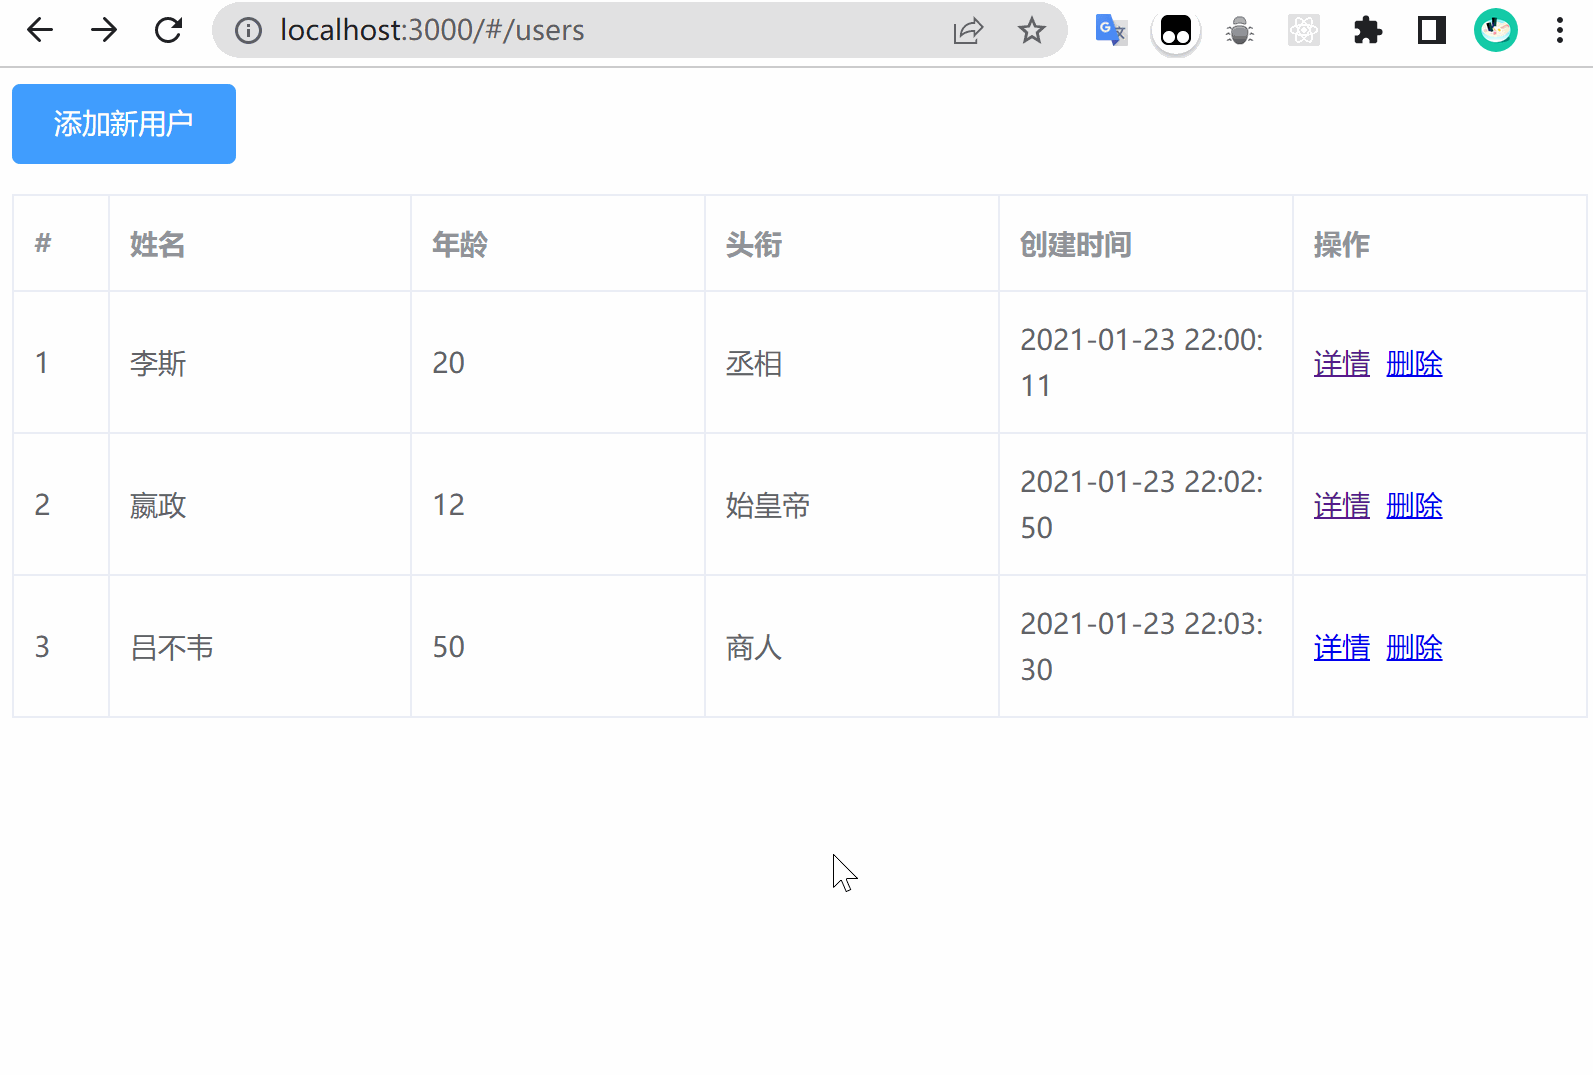 localhost:3000/#/users
添加新用户
# 姓名 年龄 头衔 创建时间 操作
1 李斯 20 丞相 2021-01-23 22:00:
11 详情 删除
2 嬴政 12 始皇帝 2021-01-23 22:02:
50 详情 删除
3 吕不韦 50 商人 2021-01-23 22:03:
30 详情 删除